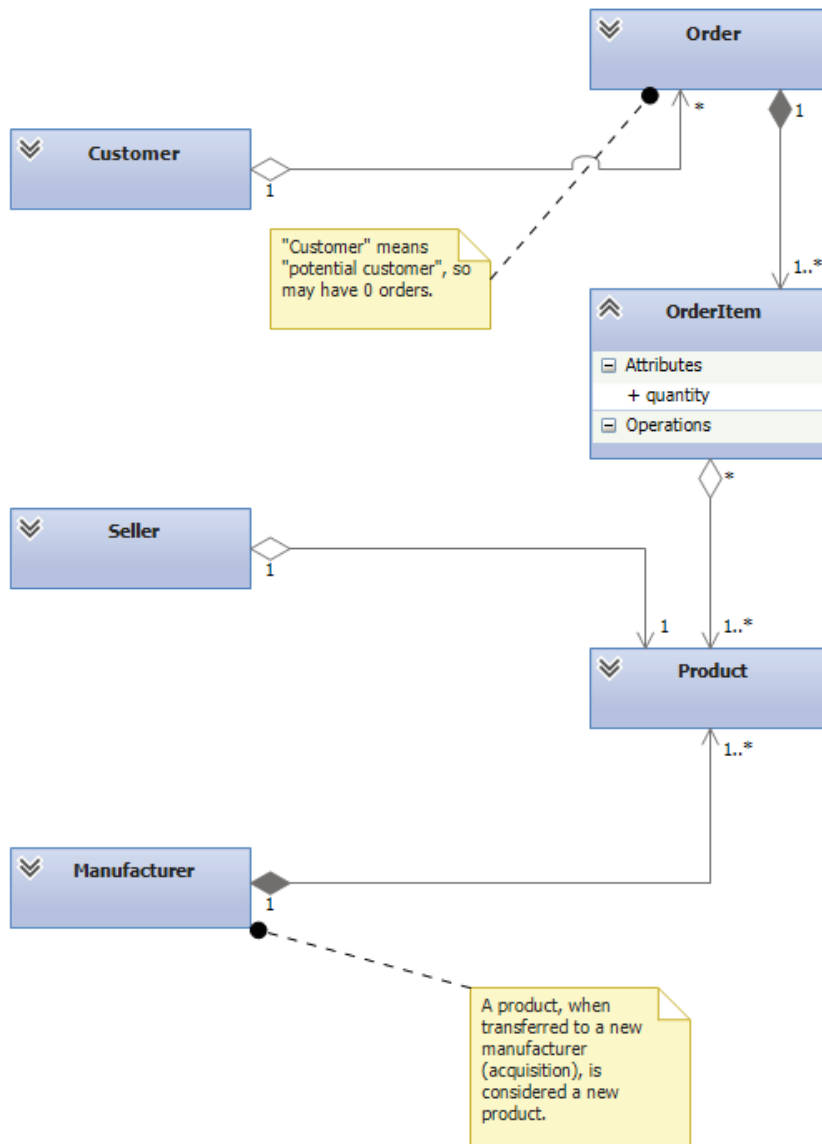 Order
*
1
Customer
1
"Customer" means
"potential customer", so
may have 0 orders.
1..*
OrderItem
Attributes
+ quantity
Operations
*
Seller
1
1
1..*
Product
1..*
Manufacturer
1
A product, when
transferred to a new
manufacturer
(acquisition), is
considered a new
product.